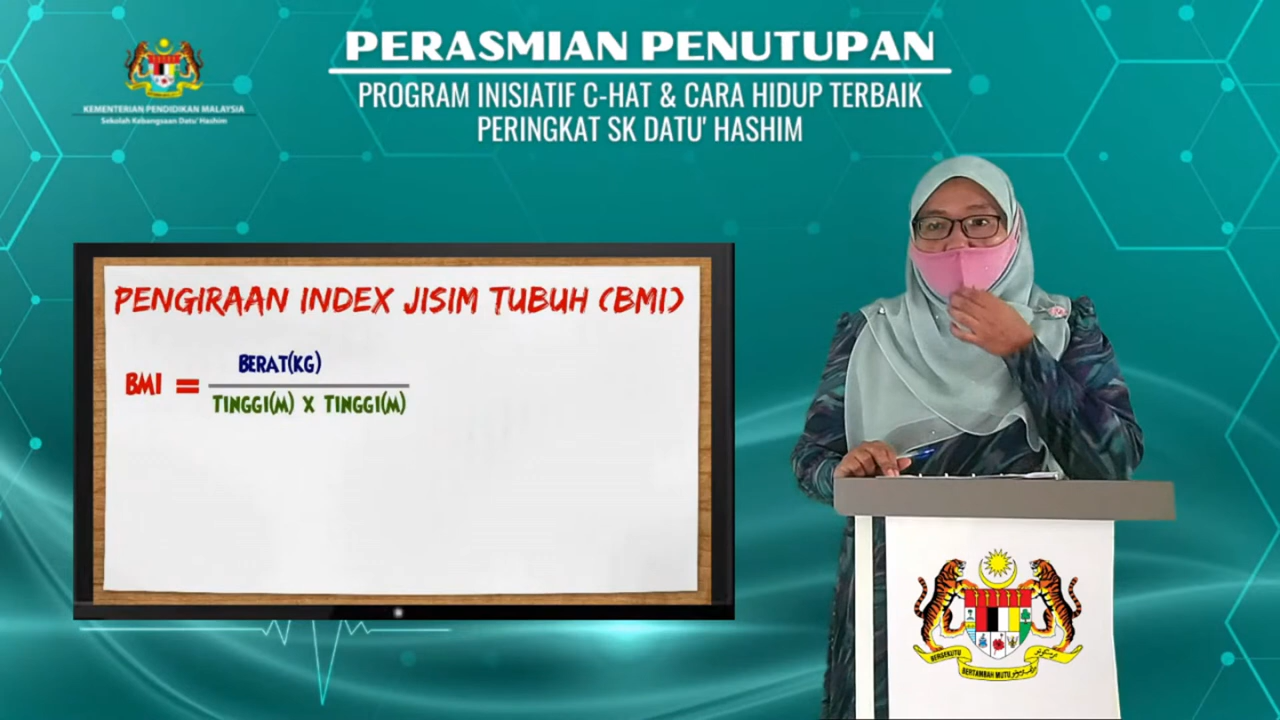 PERASMIAN PENUTUPAN
PROGRAM INISIATIF C-HAT & CARA HIDUP TERBAIK
PERINGKAT SK DATU' HASHIM
KEMENTERIAN PENDIDIKAN MALAYSIA
Sekolah Kebangsaan Datu' Hashim
PENGIRAAN INDEX JISIM TUBUH (BMI)
BMI = BERAT(KG)
TINGGI(M) X TINGGI(M)
BERSEKUTU
BERTAMBAH MUTU